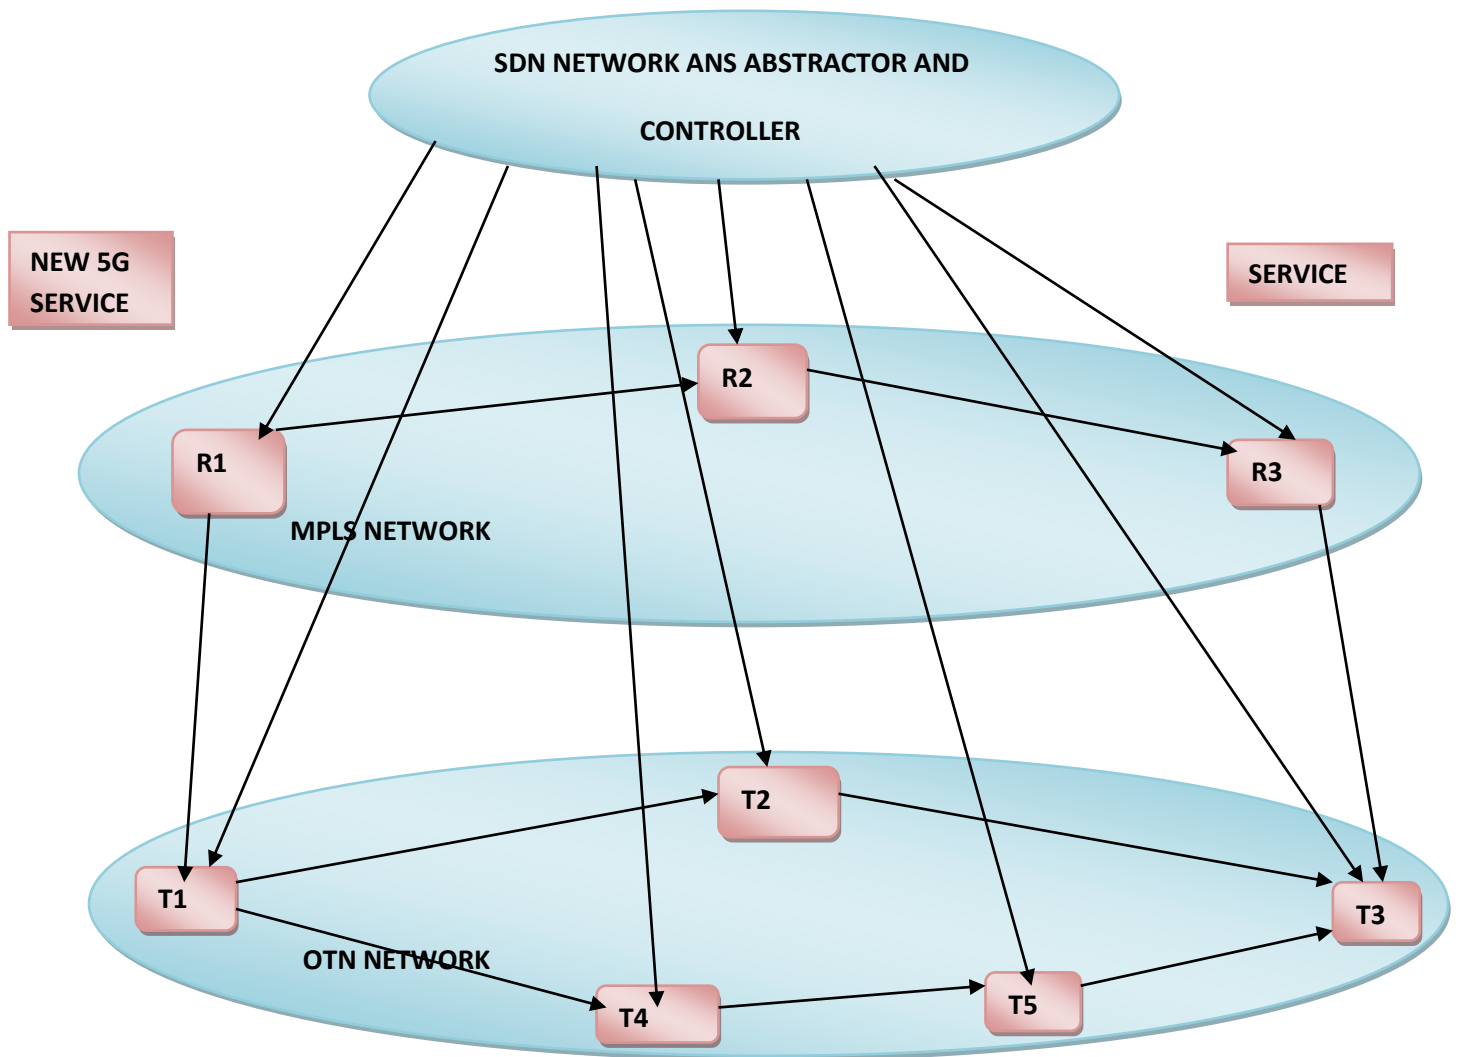 SDN NETWORK ANS ABSTRACTOR AND
CONTROLLER
NEW 5G
SERVICE
SERVICE
R2
R1
R3
MPLS NETWORK
T2
T1
T3
OTN NETWORK
T4
T5